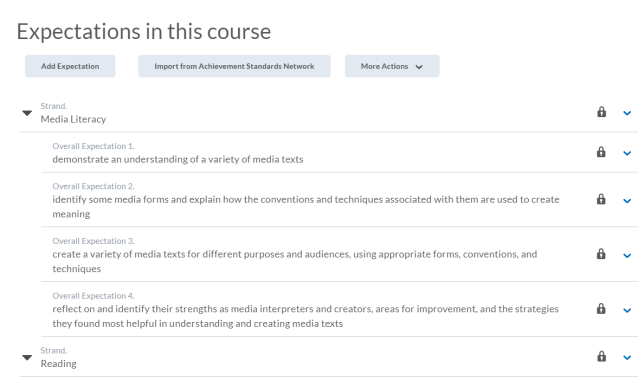 Expectations in this course
Add Expectation
Import from Achievement Standards Network
More Actions
Strand.
Media Literacy
Overall Expectation 1.
demonstrate an understanding of a variety of media texts
Overall Expectation 2.
identify some media forms and explain how the conventions and techniques associated with them are used to create
meaning
Overall Expectation 3.
create a variety of media texts for different purposes and audiences, using appropriate forms, conventions, and
techniques
Overall Expectation 4.
reflect on and identify their strengths as media interpreters and creators, areas for improvement, and the strategies
they found most helpful in understanding and creating media texts
Strand.
Reading